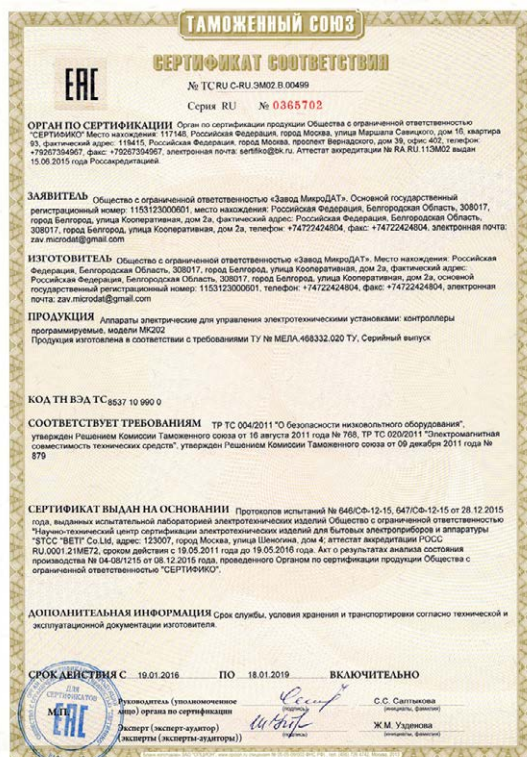 ТАМОЖЕННЫЙ СОЮЗ
СЕРТИФИКАТ СООТВЕТСТВИЯ
ЕАС
№ ТС RU C-RU.ЭМ02.В.00499
Серия RU № 0365702
ОРГАН ПО СЕРТИФИКАЦИИ Орган по сертификации продукции Общества с ограниченной ответственностью
"СЕРТИФИКО" Место нахождения: 117148, Российская Федерация, город Москва, улица Маршала Савицкого, дом 16, квартира
93, фактический адрес: 119415, Российская Федерация, город Москва, проспект Вернадского, дом 39, офис 402, телефон:
+79267394967, факс: +79267394967, электронная почта: sertifiko@bk.ru. Аттестат аккредитации № RA.RU.11ЭМ02 выдан
15.06.2015 года Росаккредитацией.
ЗАЯВИТЕЛЬ Общество с ограниченной ответственностью «Завод МикроДАТ». Основной государственный
регистрационный номер: 1153123000601, место нахождения: Российская Федерация, Белгородская Область, 308017,
город Белгород, улица Кооперативная, дом 2а, фактический адрес: Российская Федерация, Белгородская Область,
308017, город Белгород, улица Кооперативная, дом 2а, телефон: +74722424804, факс: +74722424804, электронная почта:
zav.microdat@gmail.com
ИЗГОТОВИТЕЛЬ Общество с ограниченной ответственностью «Завод МикроДАТ». Место нахождения: Российская
Федерация, Белгородская Область, 308017, город Белгород, улица Кооперативная, дом 2а, фактический адрес:
Российская Федерация, Белгородская Область, 308017, город Белгород, улица Кооперативная, дом 2а, основной
государственный регистрационный номер: 1153123000601, телефон: +74722424804, факс: +74722424804, электронная
почта: zav.microdat@gmail.com
ПРОДУКЦИЯ Аппараты электрические для управления электротехническими установками: контроллеры
программируемые, модели МК202
Продукция изготовлена в соответствии с требованиями ТУ № МЕЛА.468332.020 ТУ, Серийный выпуск
КОД ТН ВЭД ТС 8537 10 990 0
СООТВЕТСТВУЕТ ТРЕБОВАНИЯМ ТР ТС 004/2011 "О безопасности низковольтного оборудования",
утвержден Решением Комиссии Таможенного союза от 16 августа 2011 года № 768, ТР ТС 020/2011 "Электромагнитная
совместимость технических средств", утвержден Решением Комиссии Таможенного союза от 09 декабря 2011 года №
879
СЕРТИФИКАТ ВЫДАН НА ОСНОВАНИИ Протоколов испытаний № 646/СФ-12-15, 647/СФ-12-15 от 28.12.2015
года, выданных испытательной лабораторией электротехнических изделий Общество с ограниченной ответственностью
"Научно-технический центр сертификации электротехнических изделий для бытовых электроприборов и аппаратуры
"STCC "BETI" Co.Ltd, адрес: 123007, город Москва, улица Шеногина, дом 4; аттестат аккредитации РОСС
RU.0001.21МЕ72, сроком действия с 19.05.2011 года до 19.05.2016 года. Акт о результатах анализа состояния
производства № 04-08/1215 от 08.12.2015 года, проведенного Органом по сертификации продукции Общества с
ограниченной ответственностью "СЕРТИФИКО".
ДОПОЛНИТЕЛЬНАЯ ИНФОРМАЦИЯ Срок службы, условия хранения и транспортировки согласно технической и
эксплуатационной документации изготовителя.
СРОК ДЕЙСТВИЯ С 19.01.2016 ПО 18.01.2019 ВКЛЮЧИТЕЛЬНО
ДЛЯ
СЕРТИФИКАТОВ
ЕАС
М.П.
Руководитель (уполномоченное
лицо) органа по сертификации
(подпись)
С.С. Салтыкова
(инициалы, фамилия)
Эксперт (эксперт-аудитор)
(эксперты (эксперты-аудиторы))
(подпись)
Ж.М. Узденова
(инициалы, фамилия)